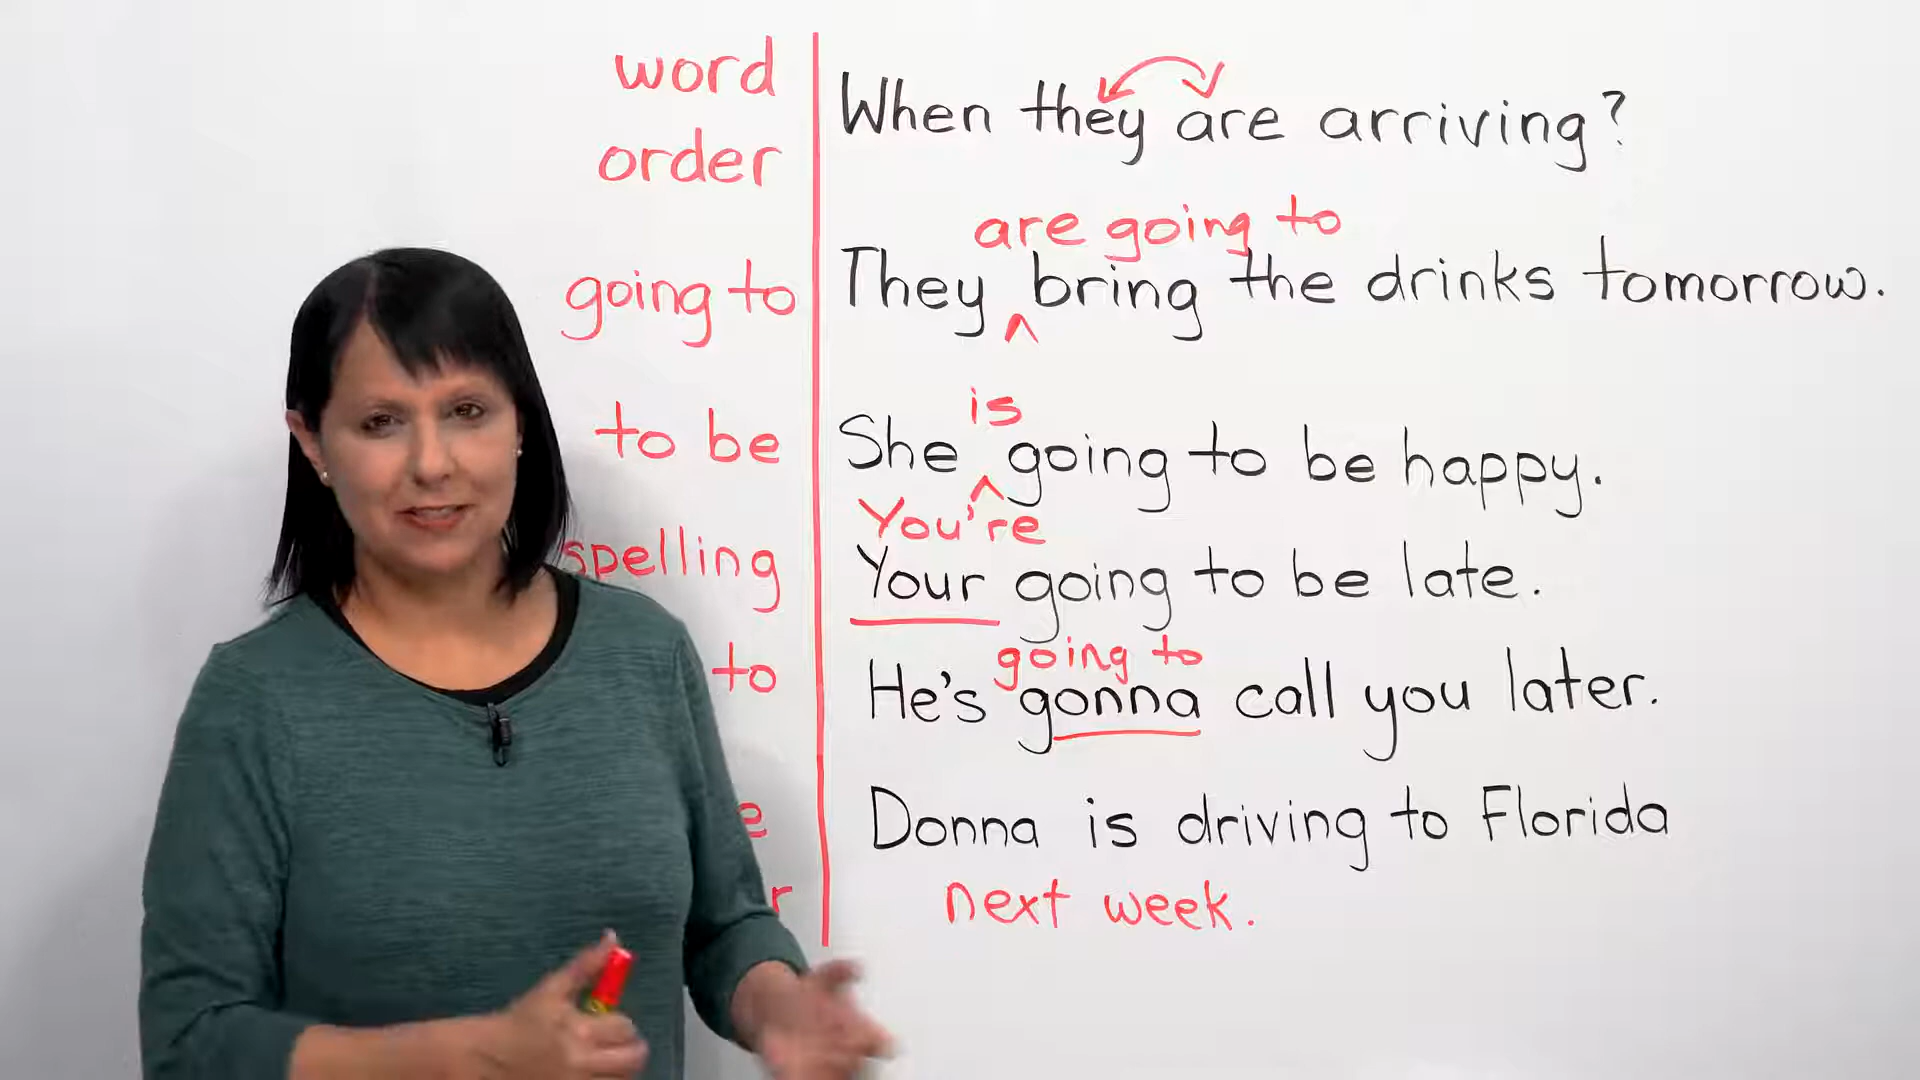 word
order
going to
to be
spelling
to
When they are arriving?
are going to
They ^ bring the drinks tomorrow.
is
She ^ going to be happy.
You're
Your going to be late.
going to
He's gonna call you later.
Donna is driving to Florida
next week.